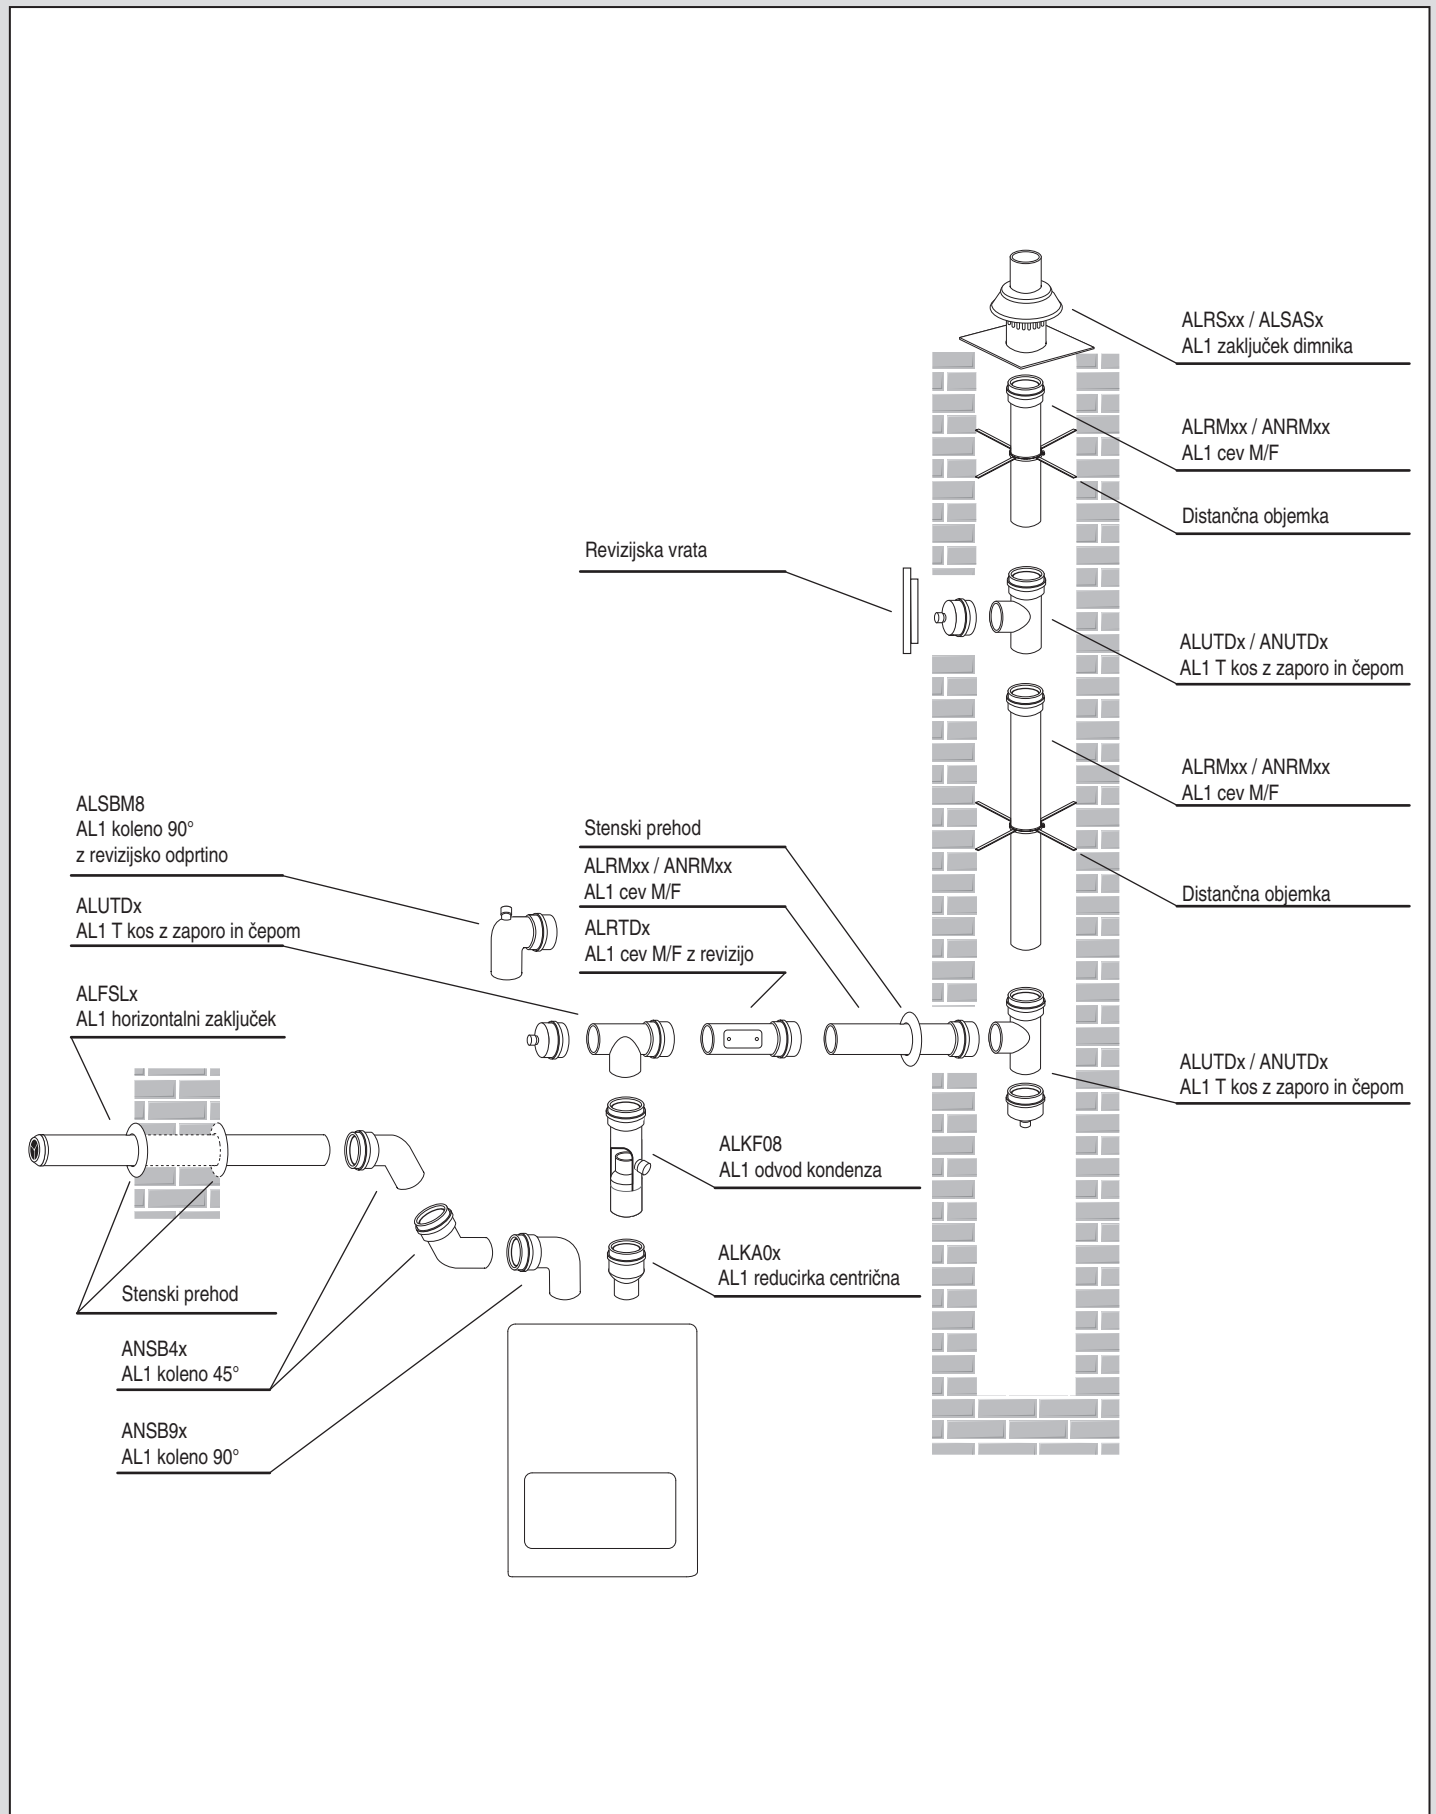 ALRSxx / ALSASx
AL1 zaključek dimnika
ALRMxx / ANRMxx
AL1 cev M/F
Distančna objemka
Revizijska vrata
ALUTDx / ANUTDx
AL1 T kos z zaporo in čepom
ALRMxx / ANRMxx
AL1 cev M/F
Distančna objemka
ALSBM8
AL1 koleno 90°
z revizijsko odprtino
ALUTDx
AL1 T kos z zaporo in čepom
ALFSLx
AL1 horizontalni zaključek
Stenski prehod
ALRMxx / ANRMxx
AL1 cev M/F
ALRTDx
AL1 cev M/F z revizijo
ALUTDx / ANUTDx
AL1 T kos z zaporo in čepom
ALKF08
AL1 odvod kondenza
ALKA0x
AL1 reducirka centrična
Stenski prehod
ANSB4x
AL1 koleno 45°
ANSB9x
AL1 koleno 90°